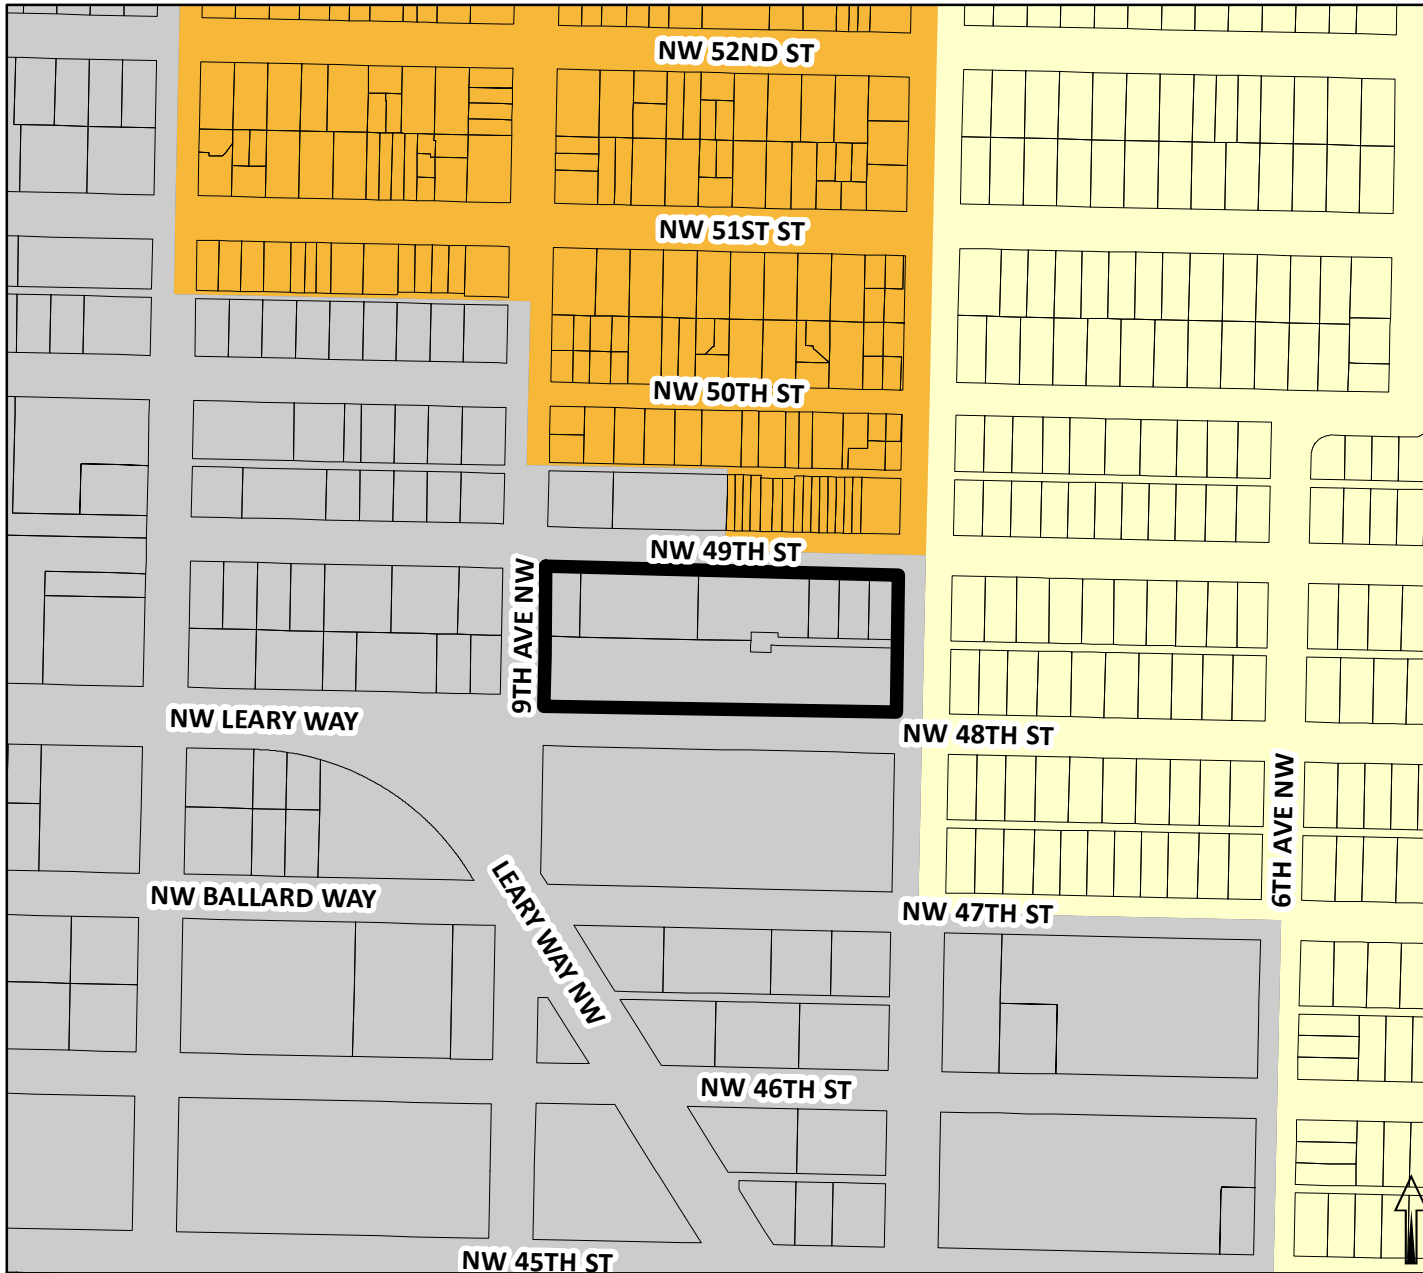 NW 52ND ST
NW 51ST ST
NW 50TH ST
NW 49TH ST
9TH AVE NW
NW LEARY WAY
NW 48TH ST
6TH AVE NW
NW BALLARD WAY
LEARY WAY NW
NW 47TH ST
NW 46TH ST
NW 45TH ST